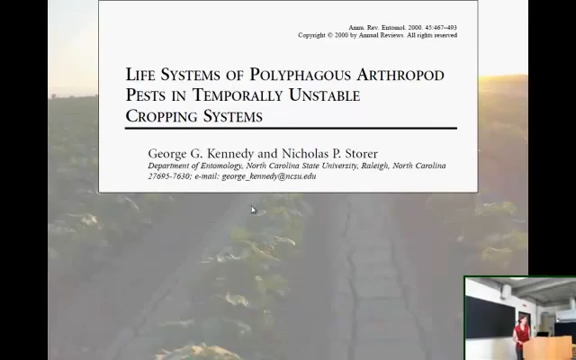 Annu. Rev. Entomol. 2000. 45:467–493
Copyright © 2000 by Annual Reviews. All rights reserved
LIFE SYSTEMS OF POLYPHAGOUS ARTHROPOD
PESTS IN TEMPORALLY UNSTABLE
CROPPING SYSTEMS
George G. Kennedy and Nicholas P. Storer
Department of Entomology, North Carolina State University, Raleigh, North Carolina
27695-7630; e-mail: george_kennedy@ncsu.edu